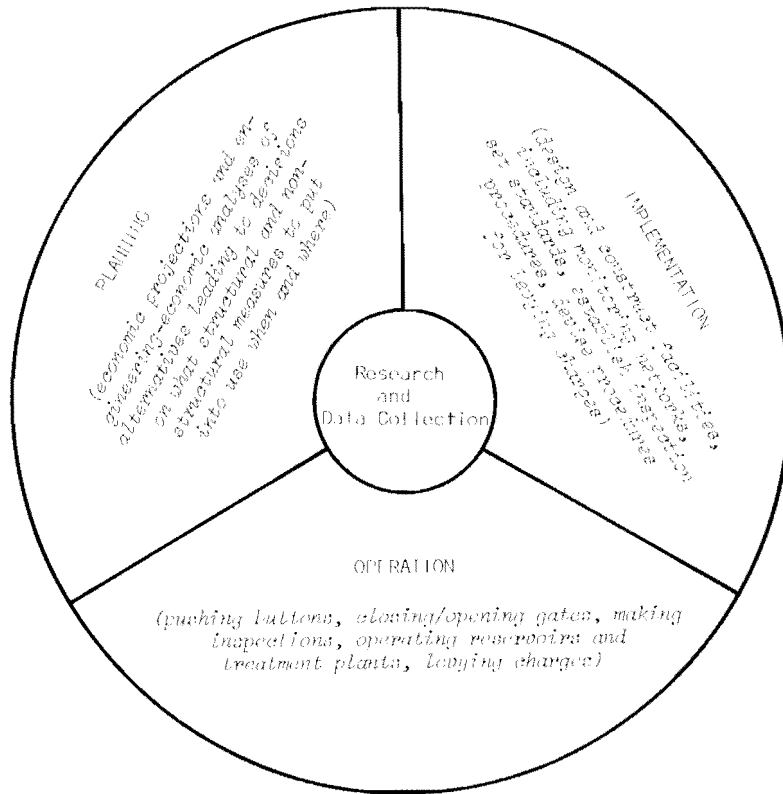 PLANNING
(economic projections and en-
gineering-economic analyses of
alternatives leading to decisions
on what structural and non-
structural measures to put
into use when and where)
IMPLEMENTATION
(design and construct facilities,
including monitoring networks,
set standards, establish inspection
procedures, devise procedures
for levying charges)
Research
and
Data Collection
OPERATION
(pushing buttons, closing/opening gates, making
inspections, operating reservoirs and
treatment plants, levying charges)